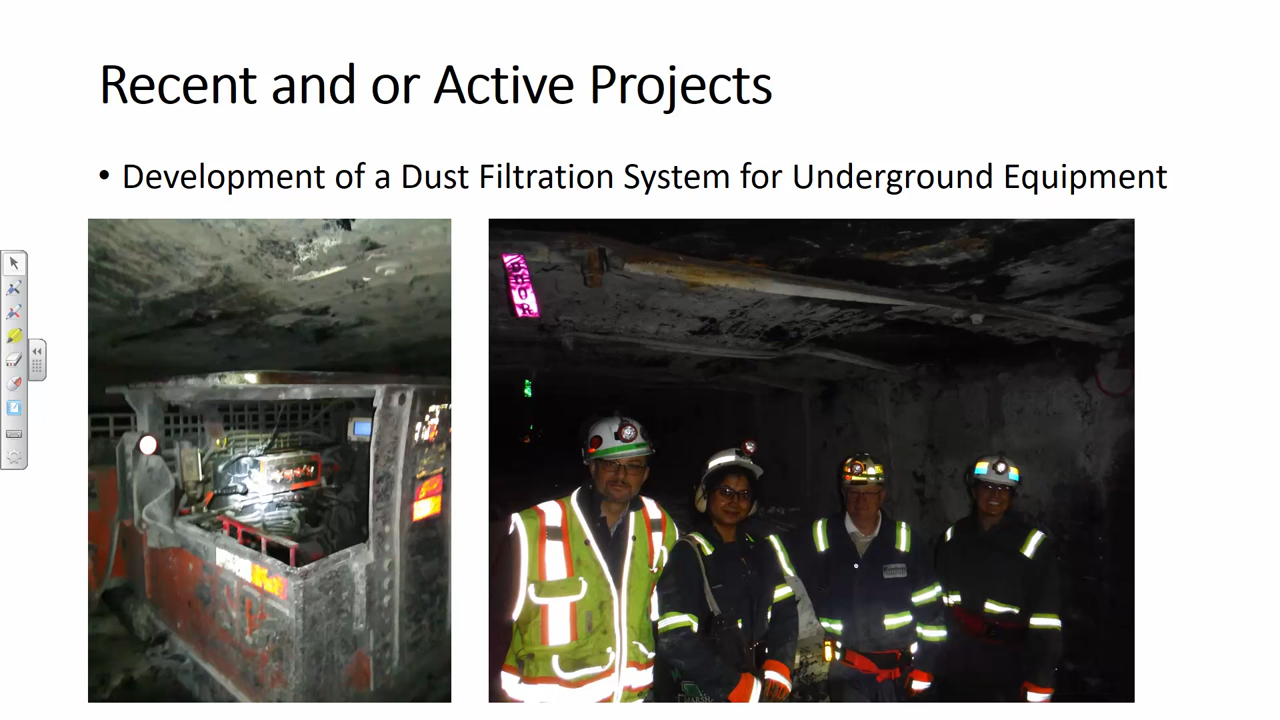 Recent and or Active Projects
• Development of a Dust Filtration System for Underground Equipment